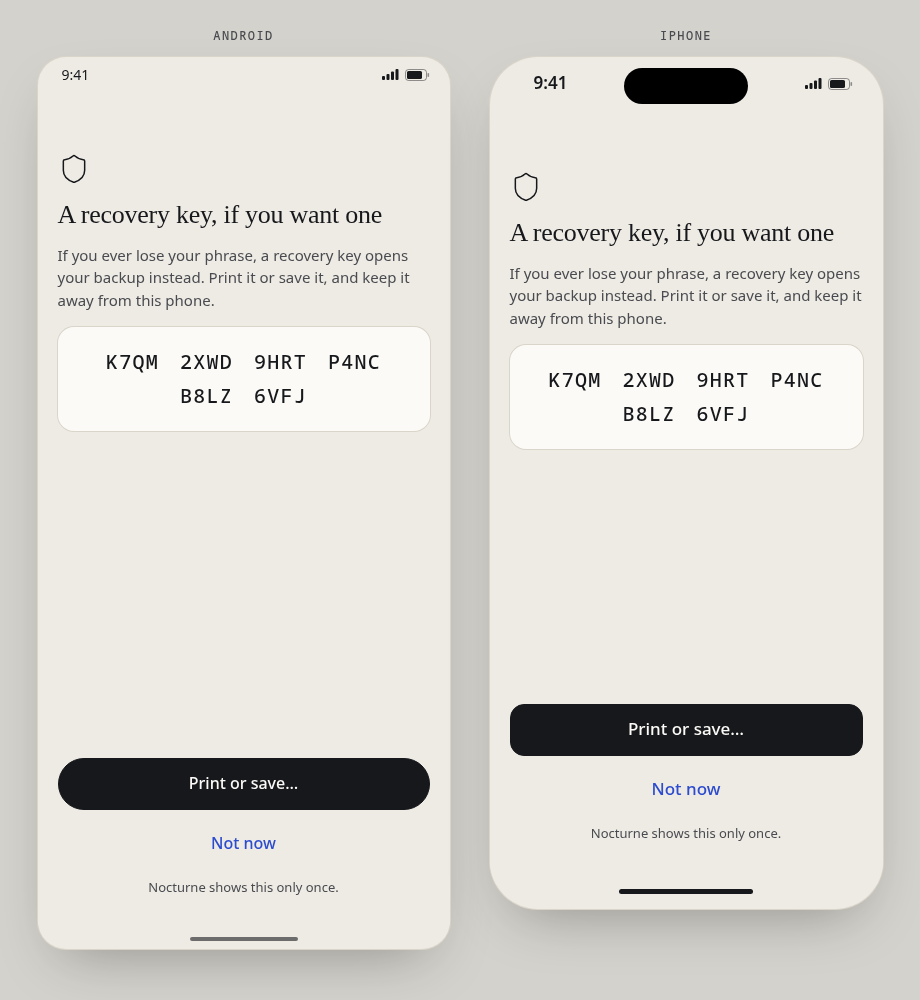 ANDROID
9:41
A recovery key, if you want one
If you ever lose your phrase, a recovery key opens
your backup instead. Print it or save it, and keep it
away from this phone.
K7QM 2XWD 9HRT P4NC
B8LZ 6VFJ
Print or save…
Not now
Nocturne shows this only once.
IPHONE
9:41
A recovery key, if you want one
If you ever lose your phrase, a recovery key opens
your backup instead. Print it or save it, and keep it
away from this phone.
K7QM 2XWD 9HRT P4NC
B8LZ 6VFJ
Print or save…
Not now
Nocturne shows this only once.